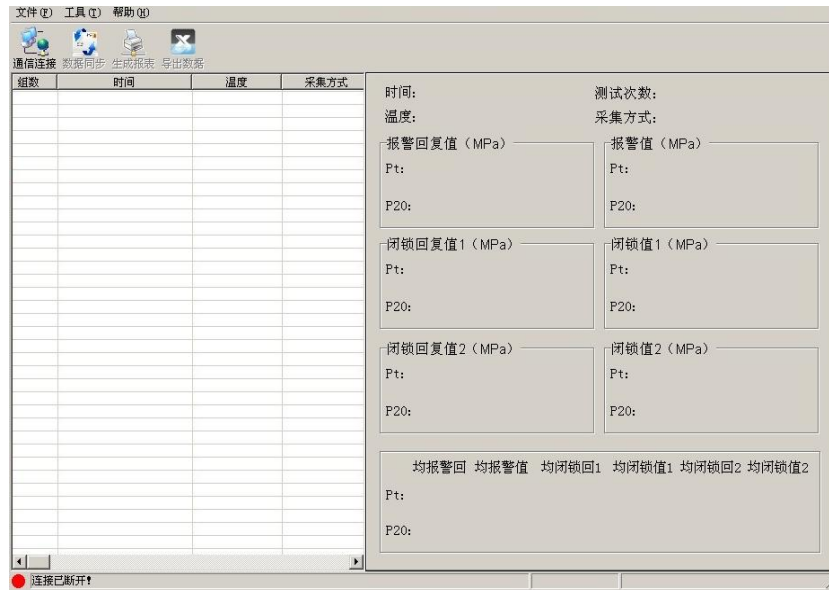 文件(F) 工具(T) 帮助(H)
通信连接 数据同步 生成报表 导出数据
组数 时间 温度 采集方式
时间: 测试次数:
温度: 采集方式:
报警回复值（MPa） 报警值（MPa）
Pt: Pt:
P20: P20:
闭锁回复值1（MPa） 闭锁值1（MPa）
Pt: Pt:
P20: P20:
闭锁回复值2（MPa） 闭锁值2（MPa）
Pt: Pt:
P20: P20:
均报警回 均报警值 均闭锁回1 均闭锁值1 均闭锁回2 均闭锁值2
Pt:
P20:
连接已断开!